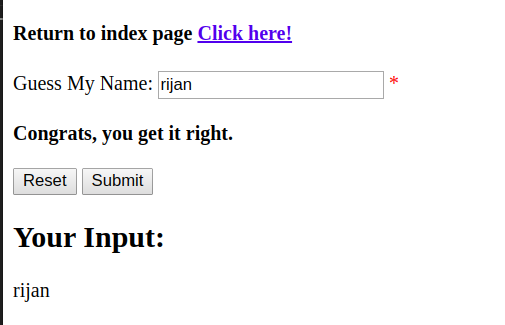 Return to index page Click here!
Guess My Name: rijan *
Congrats, you get it right.
Reset Submit
Your Input:
rijan